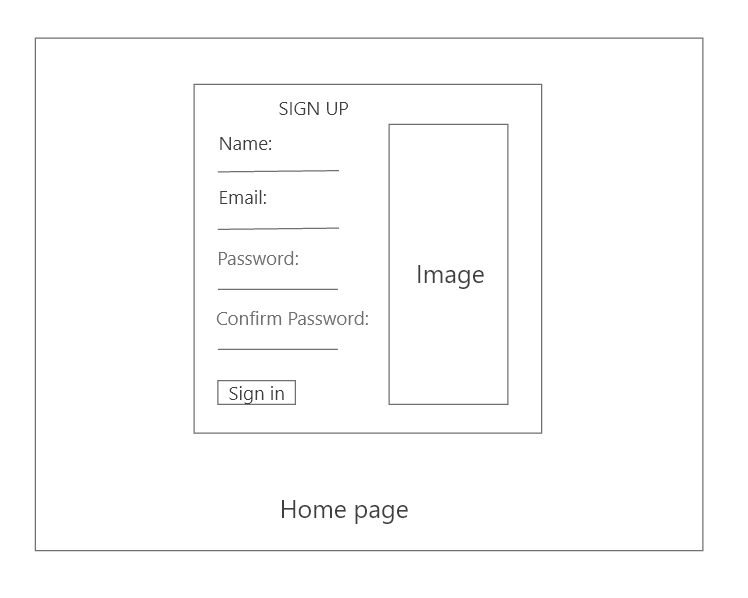 SIGN UP
Name:
Email:
Password:
Confirm Password:
Sign in
Image
Home page